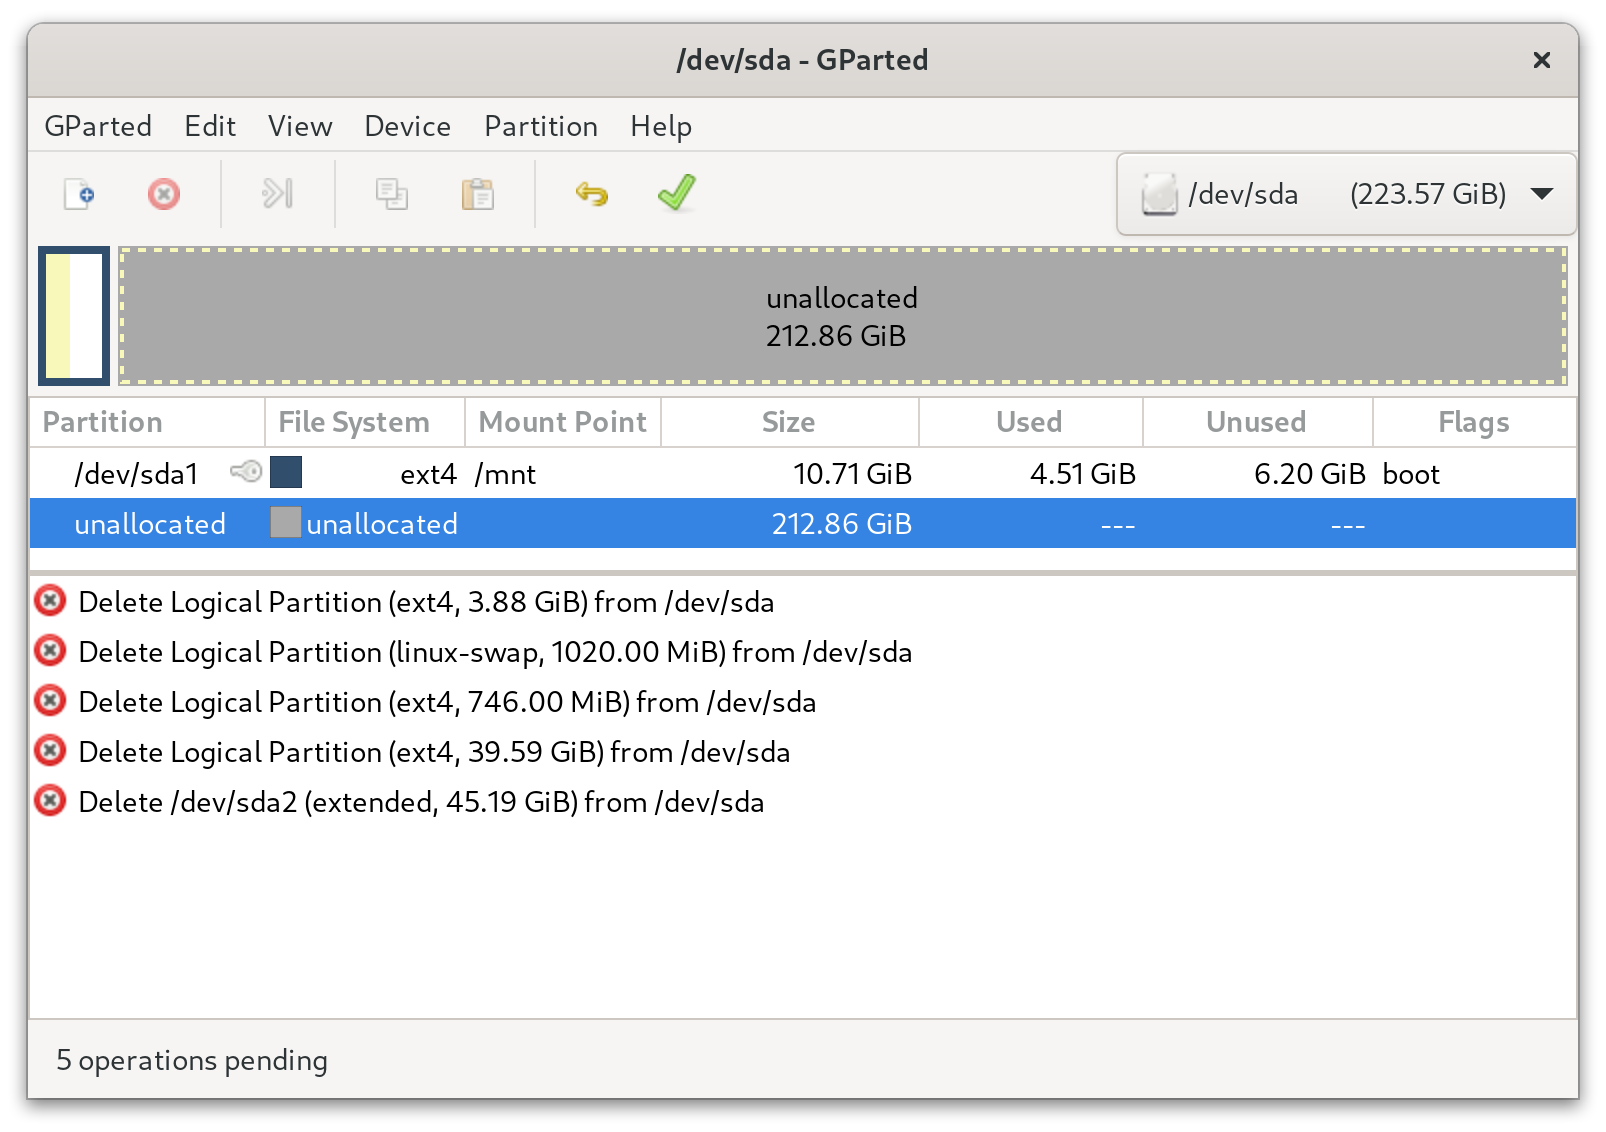 /dev/sda - GParted
GParted Edit View Device Partition Help
/dev/sda (223.57 GiB)
unallocated
212.86 GiB
Partition File System Mount Point Size Used Unused Flags
/dev/sda1 ext4 /mnt 10.71 GiB 4.51 GiB 6.20 GiB boot
unallocated unallocated 212.86 GiB --- ---
Delete Logical Partition (ext4, 3.88 GiB) from /dev/sda
Delete Logical Partition (linux-swap, 1020.00 MiB) from /dev/sda
Delete Logical Partition (ext4, 746.00 MiB) from /dev/sda
Delete Logical Partition (ext4, 39.59 GiB) from /dev/sda
Delete /dev/sda2 (extended, 45.19 GiB) from /dev/sda
5 operations pending